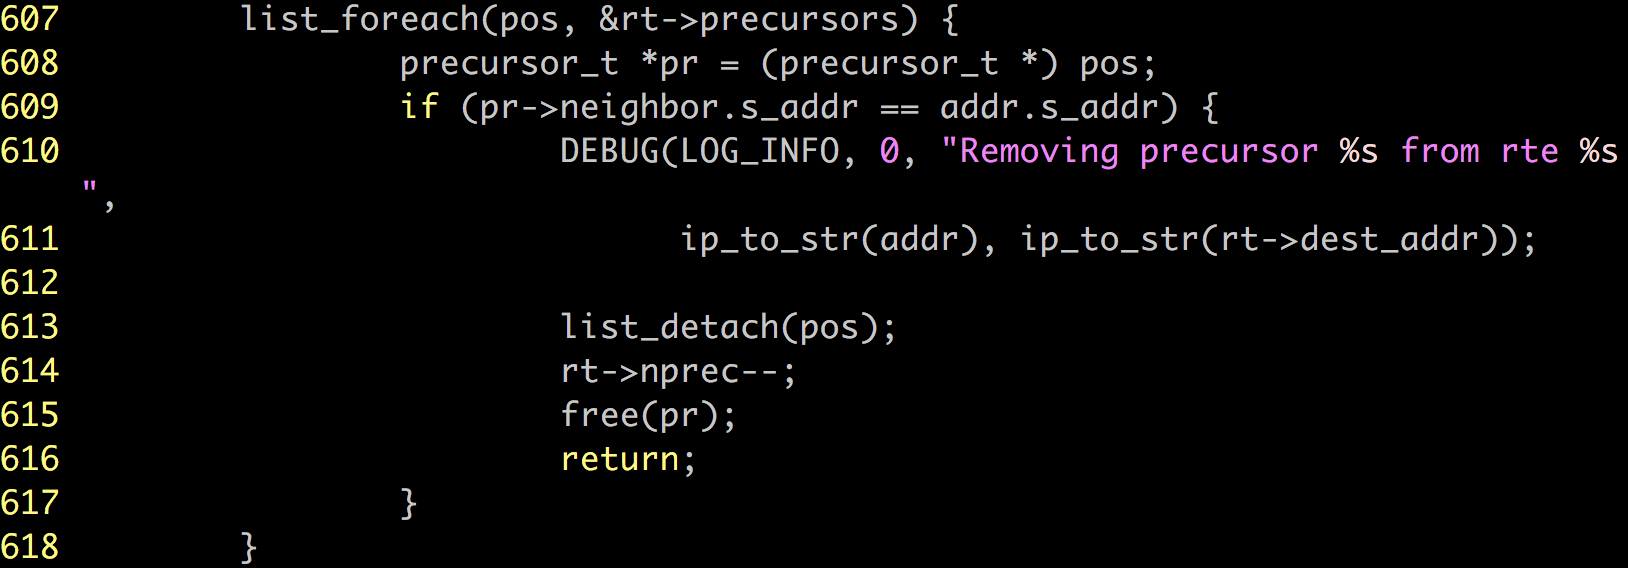 607         list_foreach(pos, &rt->precursors) {
608                 precursor_t *pr = (precursor_t *) pos;
609                 if (pr->neighbor.s_addr == addr.s_addr) {
610                         DEBUG(LOG_INFO, 0, "Removing precursor %s from rte %s
",
611                               ip_to_str(addr), ip_to_str(rt->dest_addr));
612
613                         list_detach(pos);
614                         rt->nprec--;
615                         free(pr);
616                         return;
617                 }
618         }